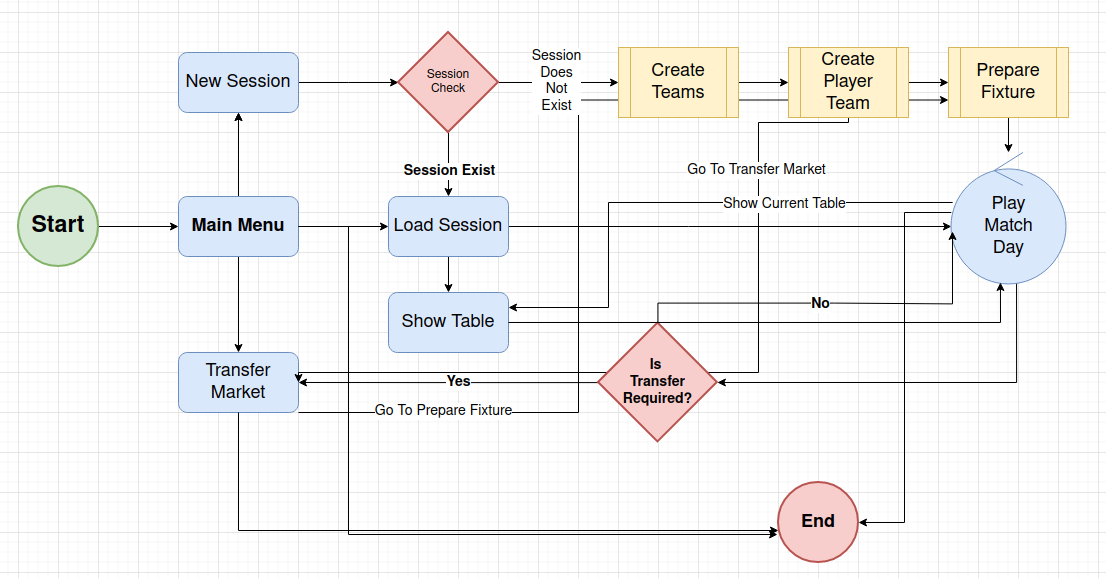 New Session
Session
Check
Session
Does
Not
Exist
Create
Teams
Create
Player
Team
Prepare
Fixture
Session Exist
Go To Transfer Market
Start
Main Menu
Load Session
Show Current Table
Play
Match
Day
Show Table
No
Transfer
Market
Yes
Is
Transfer
Required?
Go To Prepare Fixture
End